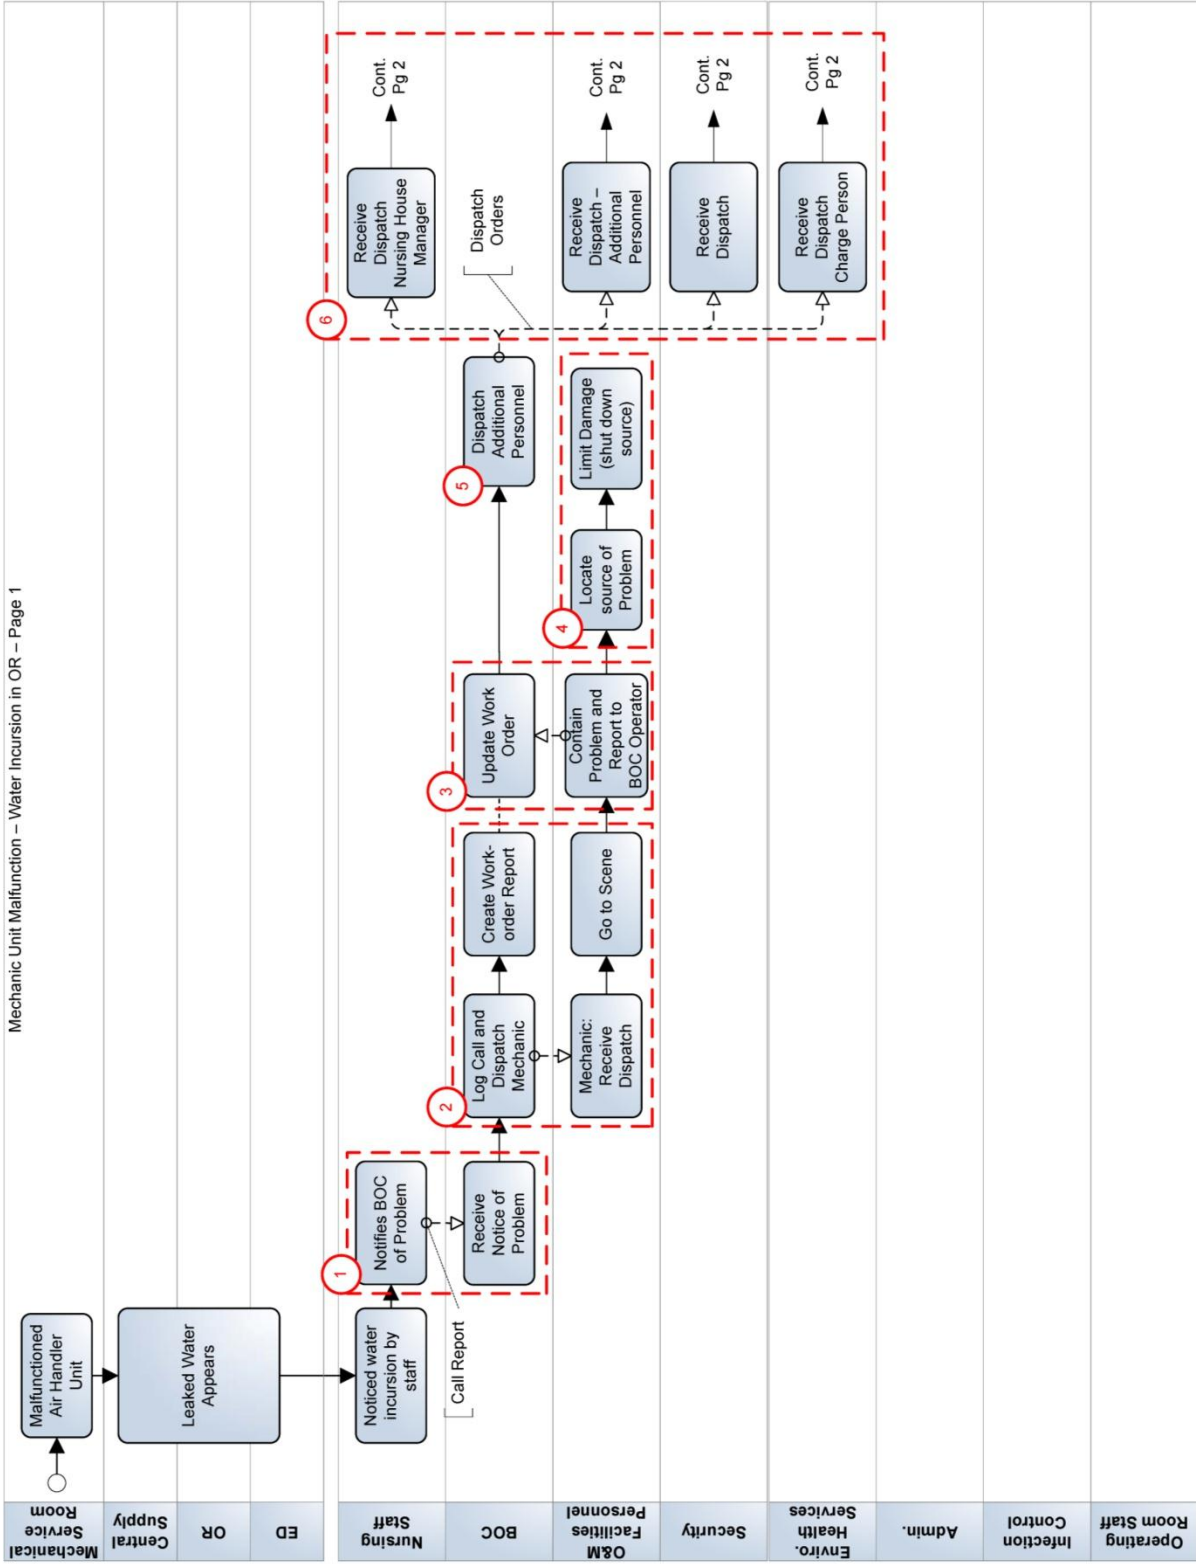 Mechanic Unit Malfunction – Water Incursion in OR – Page 1
Mechanical
Service
Room
Central
Supply
OR
ED
Nursing
Staff
BOC
O&M
Facilities
Personnel
Security
Enviro.
Health
Services
Admin.
Infection
Control
Operating
Room Staff
Malfunctioned
Air Handler
Unit
Leaked Water
Appears
Noticed water
incursion by
staff
Call Report
1
Notifies BOC
of Problem
Receive
Notice of
Problem
2
Log Call and
Dispatch
Mechanic
Create Work-
order Report
Mechanic:
Receive
Dispatch
Go to Scene
3
Update Work
Order
Contain
Problem and
Report to
BOC Operator
4
Locate
source of
Problem
Limit Damage
(shut down
source)
5
Dispatch
Additional
Personnel
6
Dispatch
Orders
Receive
Dispatch
Nursing House
Manager
Cont.
Pg 2
Receive
Dispatch –
Additional
Personnel
Cont.
Pg 2
Receive
Dispatch
Cont.
Pg 2
Receive
Dispatch
Charge Person
Cont.
Pg 2